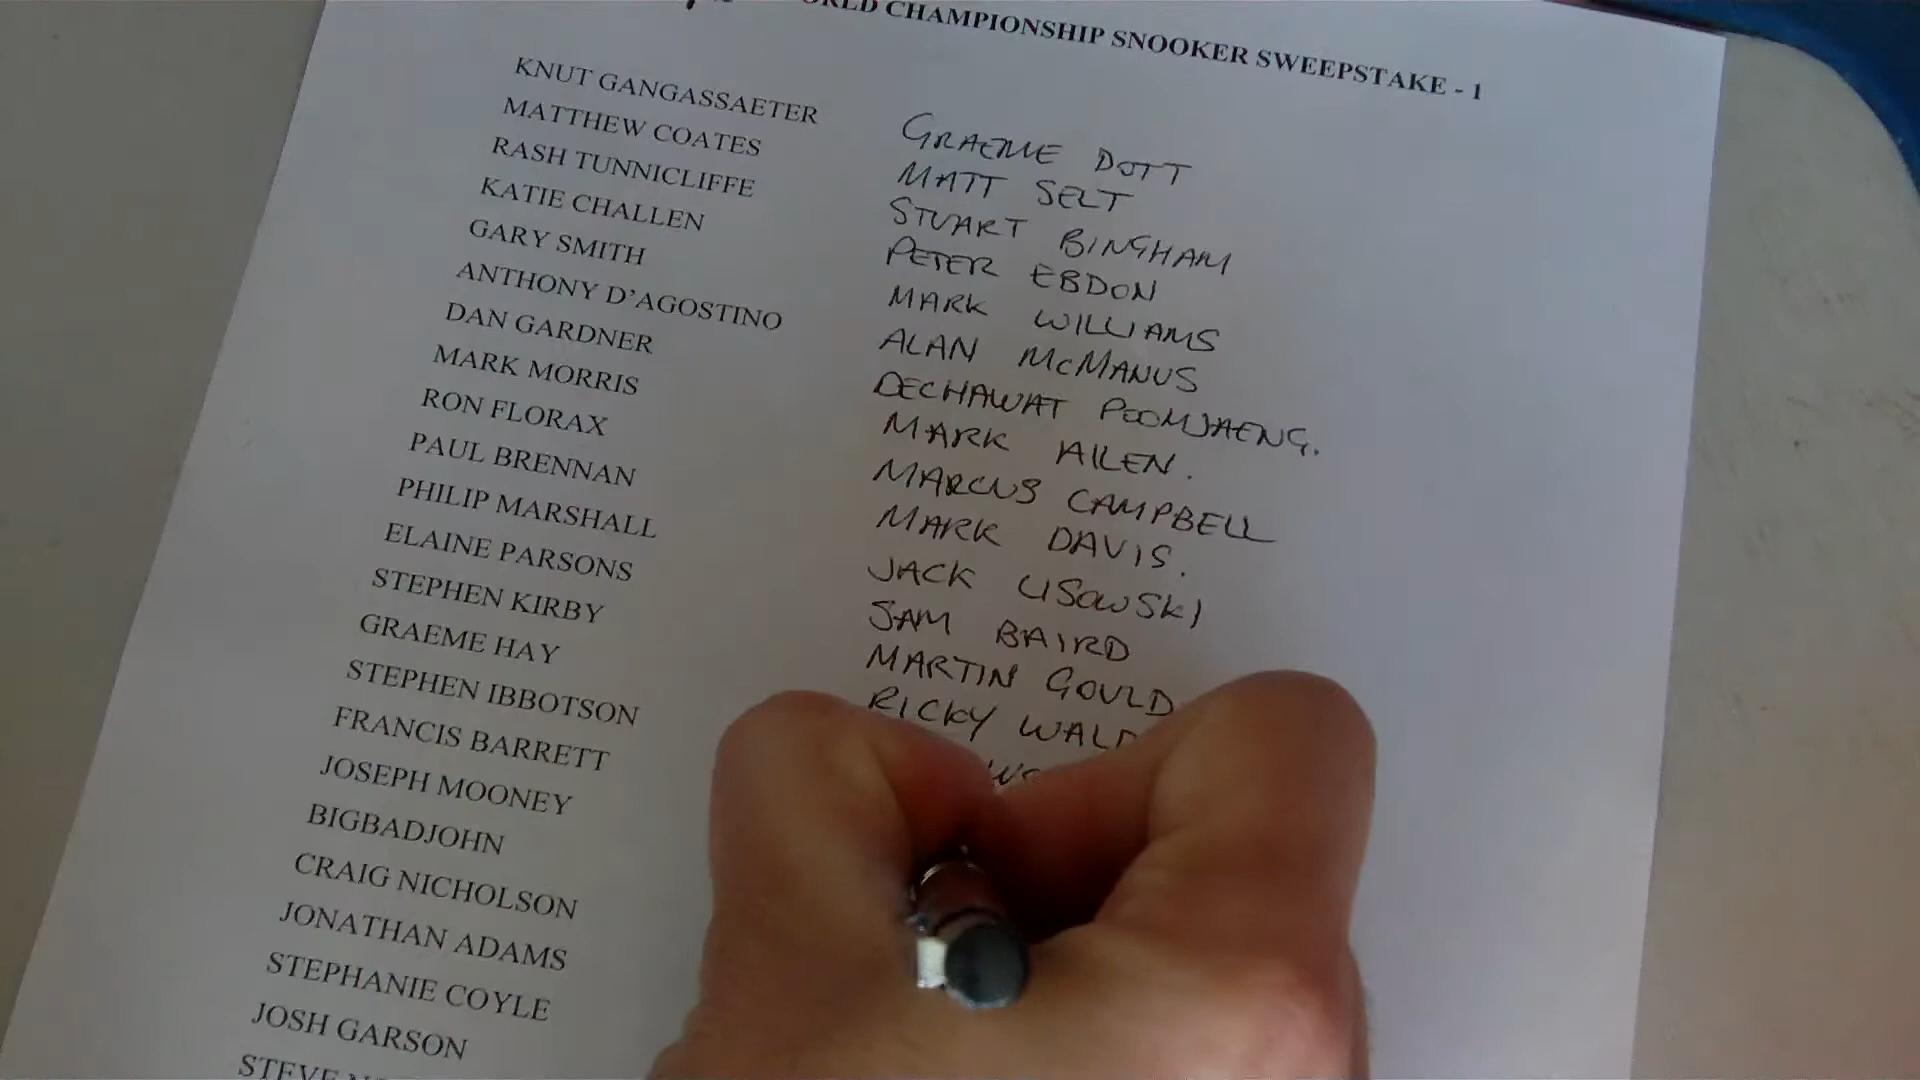 ORLD CHAMPIONSHIP SNOOKER SWEEPSTAKE - 1
KNUT GANGASSAETER GRAEME DOTT
MATTHEW COATES MATT SELT
RASH TUNNICLIFFE STUART BINGHAM
KATIE CHALLEN PETER EBDON
GARY SMITH MARK WILLIAMS
ANTHONY D'AGOSTINO ALAN McMANUS
DAN GARDNER DECHAWAT POOMJAENG.
MARK MORRIS MARK ALLEN.
RON FLORAX MARCUS CAMPBELL
PAUL BRENNAN MARK DAVIS.
PHILIP MARSHALL JACK LISOWSKI
ELAINE PARSONS SAM BAIRD
STEPHEN KIRBY MARTIN GOULD
GRAEME HAY RICKY WALD
STEPHEN IBBOTSON
FRANCIS BARRETT
JOSEPH MOONEY
BIGBADJOHN
CRAIG NICHOLSON
JONATHAN ADAMS
STEPHANIE COYLE
JOSH GARSON
STEVE